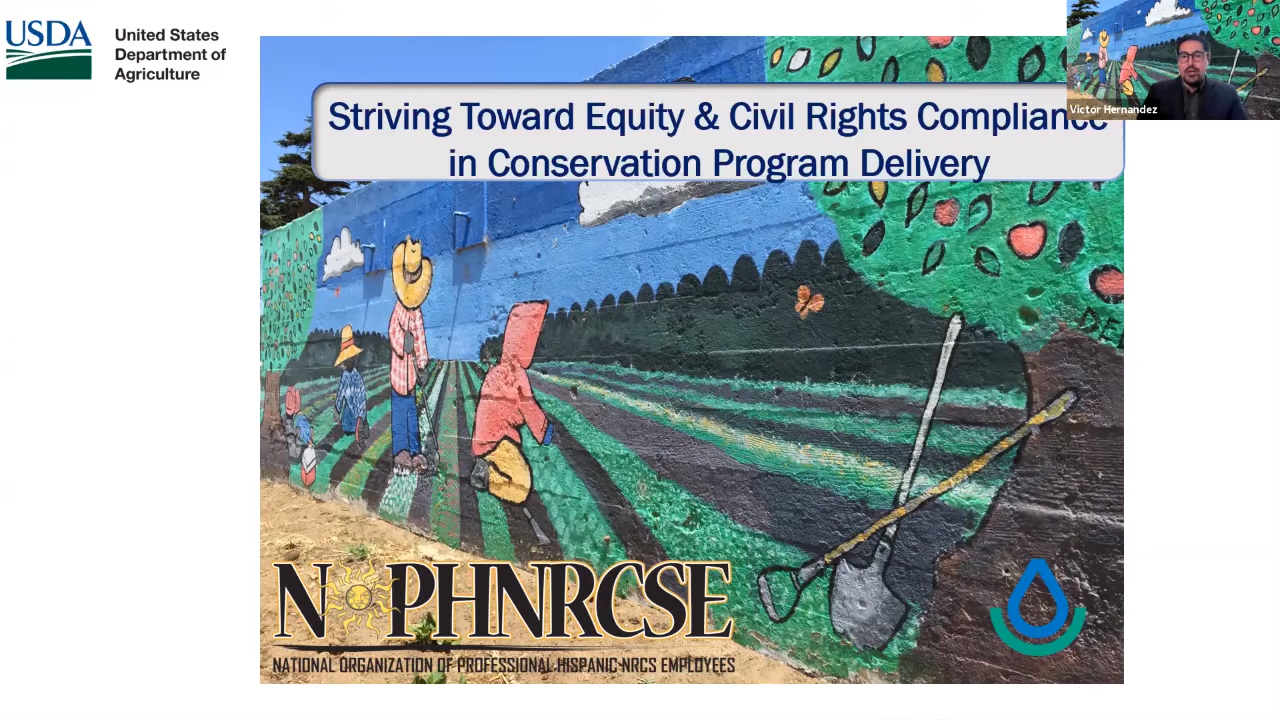 USDA
United States
Department of
Agriculture
Victor Hernandez
Striving Toward Equity & Civil Rights Compliance
in Conservation Program Delivery
NOPHNRCSE
NATIONAL ORGANIZATION OF PROFESSIONAL HISPANIC NRCS EMPLOYEES